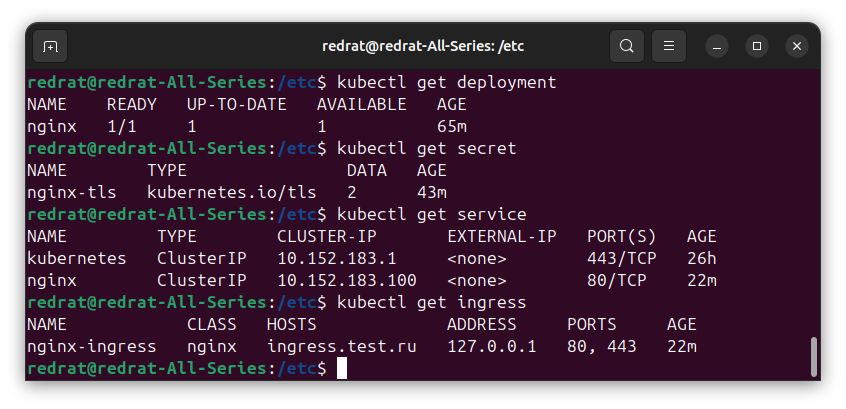 redrat@redrat-All-Series: /etc
redrat@redrat-All-Series:/etc$ kubectl get deployment
NAME    READY   UP-TO-DATE   AVAILABLE   AGE
nginx   1/1     1            1           65m
redrat@redrat-All-Series:/etc$ kubectl get secret
NAME        TYPE                DATA   AGE
nginx-tls   kubernetes.io/tls   2      43m
redrat@redrat-All-Series:/etc$ kubectl get service
NAME         TYPE        CLUSTER-IP       EXTERNAL-IP   PORT(S)   AGE
kubernetes   ClusterIP   10.152.183.1     <none>        443/TCP   26h
nginx        ClusterIP   10.152.183.100   <none>        80/TCP    22m
redrat@redrat-All-Series:/etc$ kubectl get ingress
NAME            CLASS   HOSTS             ADDRESS     PORTS     AGE
nginx-ingress   nginx   ingress.test.ru   127.0.0.1   80, 443   22m
redrat@redrat-All-Series:/etc$